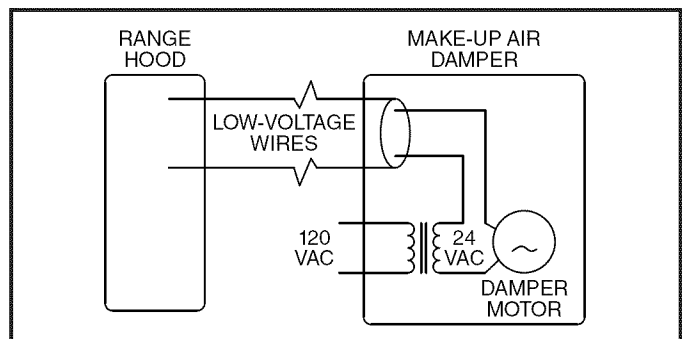 RANGE
HOOD
MAKE-UP AIR
DAMPER
LOW-VOLTAGE
WIRES
120
VAC
24
VAC
DAMPER
MOTOR